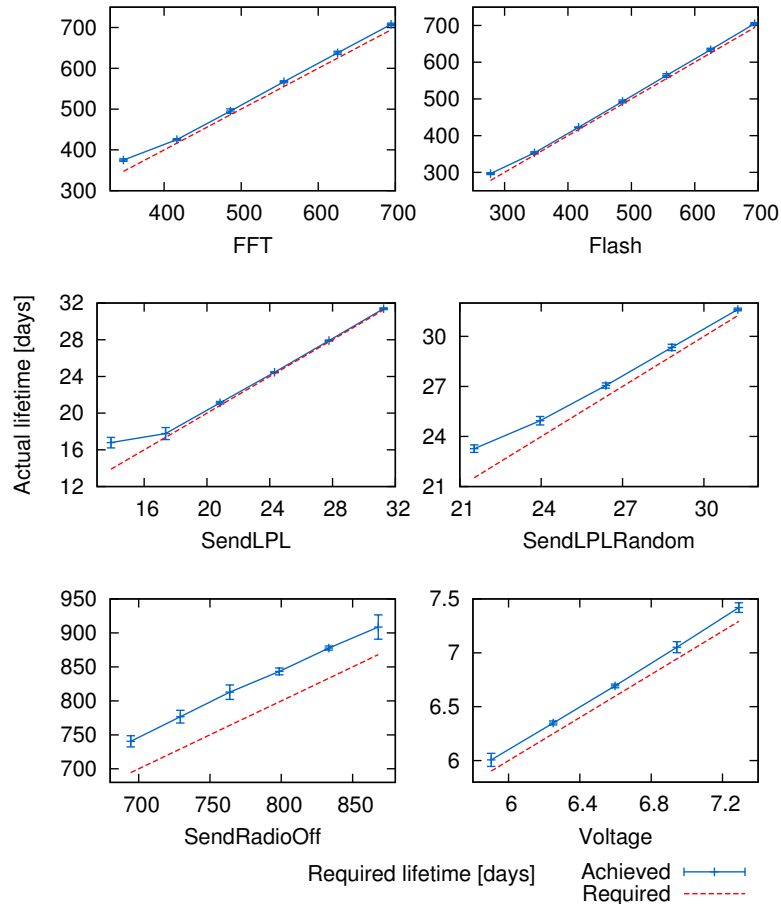 700
600
500
400
300
400 500 600 700
FFT
700
600
500
400
300
300 400 500 600 700
Flash
Actual lifetime [days]
32
28
24
20
16
12
16 20 24 28 32
SendLPL
30
27
24
21
21 24 27 30
SendLPLRandom
950
900
850
800
750
700
700 750 800 850
SendRadioOff
7.5
7
6.5
6
6 6.4 6.8 7.2
Voltage
Required lifetime [days]
Achieved
Required